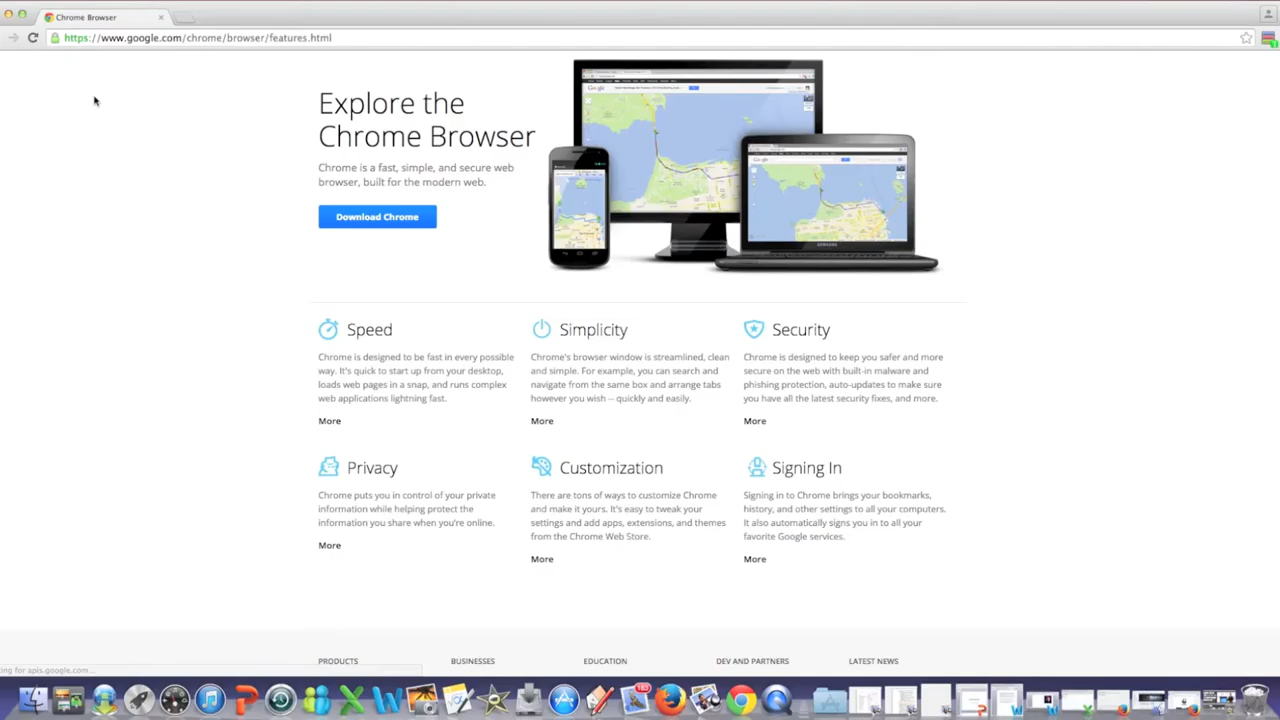 Chrome Browser
https://www.google.com/chrome/browser/features.html
Explore the
Chrome Browser
Chrome is a fast, simple, and secure web
browser, built for the modern web.
Download Chrome
Google
Google
SAMSUNG
Speed
Chrome is designed to be fast in every possible
way. It's quick to start up from your desktop,
loads web pages in a snap, and runs complex
web applications lightning fast.
More
Simplicity
Chrome's browser window is streamlined, clean
and simple. For example, you can search and
navigate from the same box and arrange tabs
however you wish -- quickly and easily.
More
Security
Chrome is designed to keep you safer and more
secure on the web with built-in malware and
phishing protection, auto-updates to make sure
you have all the latest security fixes, and more.
More
Privacy
Chrome puts you in control of your private
information while helping protect the
information you share when you're online.
More
Customization
There are tons of ways to customize Chrome
and make it yours. It's easy to tweak your
settings and add apps, extensions, and themes
from the Chrome Web Store.
More
Signing In
Signing in to Chrome brings your bookmarks,
history, and other settings to all your computers.
It also automatically signs you in to all your
favorite Google services.
More
PRODUCTS
BUSINESSES
EDUCATION
DEV AND PARTNERS
LATEST NEWS
ting for apis.google.com...
183